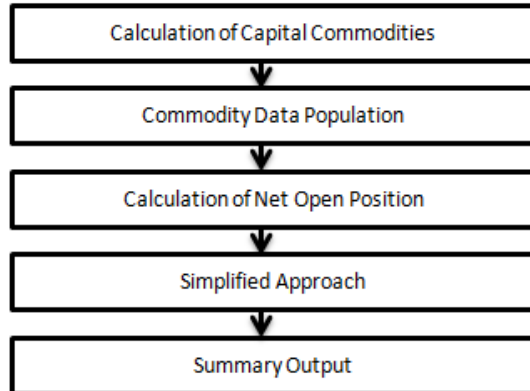 Calculation of Capital Commodities
Commodity Data Population
Calculation of Net Open Position
Simplified Approach
Summary Output